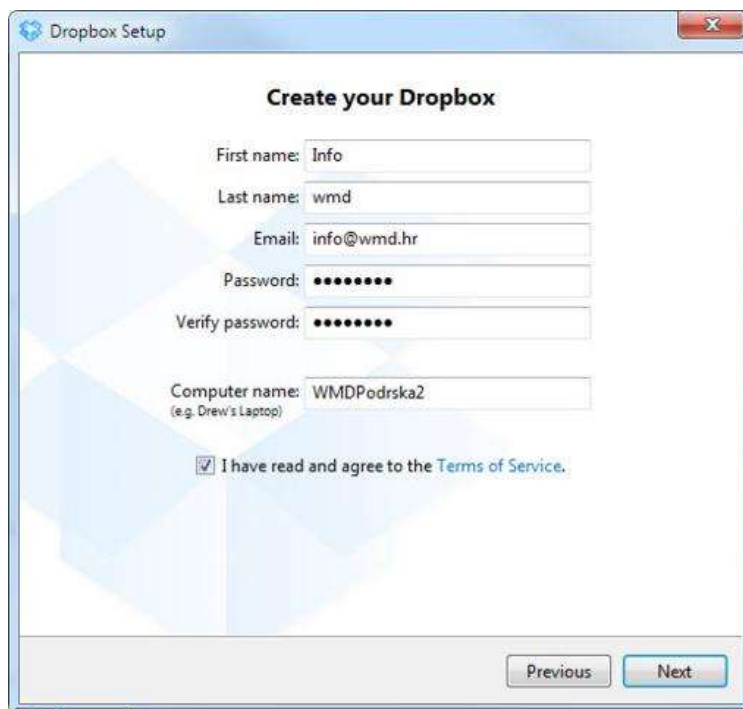 Dropbox Setup
Create your Dropbox
First name: Info
Last name: wmd
Email: info@wmd.hr
Password: ●●●●●●●●
Verify password: ●●●●●●●●
Computer name: WMDPodrska2
(e.g. Drew's Laptop)
I have read and agree to the Terms of Service.
Previous Next